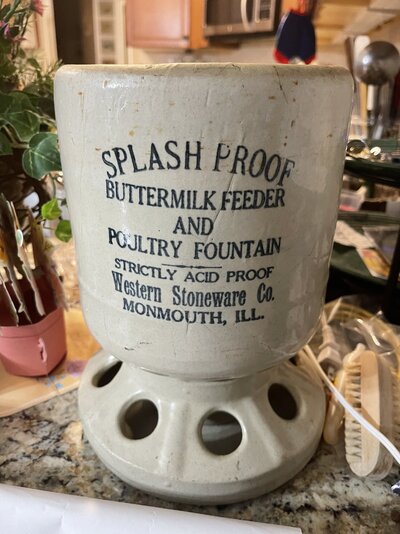 SPLASH PROOF
BUTTERMILK FEEDER
AND
POULTRY FOUNTAIN
STRICTLY ACID PROOF
Western Stoneware Co.
MONMOUTH, ILL.